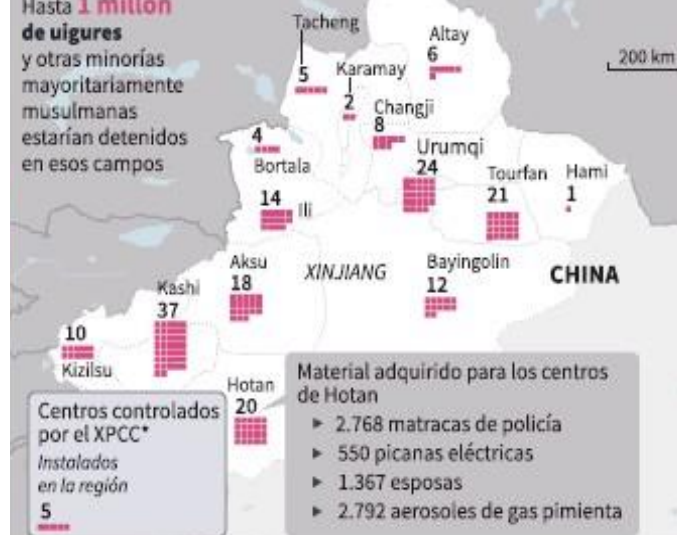 Hasta 1 millón
de uigures
y otras minorías
mayoritariamente
musulmanas
estarían detenidos
en esos campos
Tacheng
5
Karamay
2
Altay
6
200 km
Changji
8
4
Bortala
Urumqi
24
Tourfan
21
Hami
1
14
Ili
Aksu
18
XINJIANG
Bayingolin
12
CHINA
Kashi
37
10
Kizilsu
Hotan
20
Centros controlados
por el XPCC*
Instalados
en la región
5
Material adquirido para los centros
de Hotan
▶ 2.768 matracas de policía
▶ 550 picanas eléctricas
▶ 1.367 esposas
▶ 2.792 aerosoles de gas pimienta